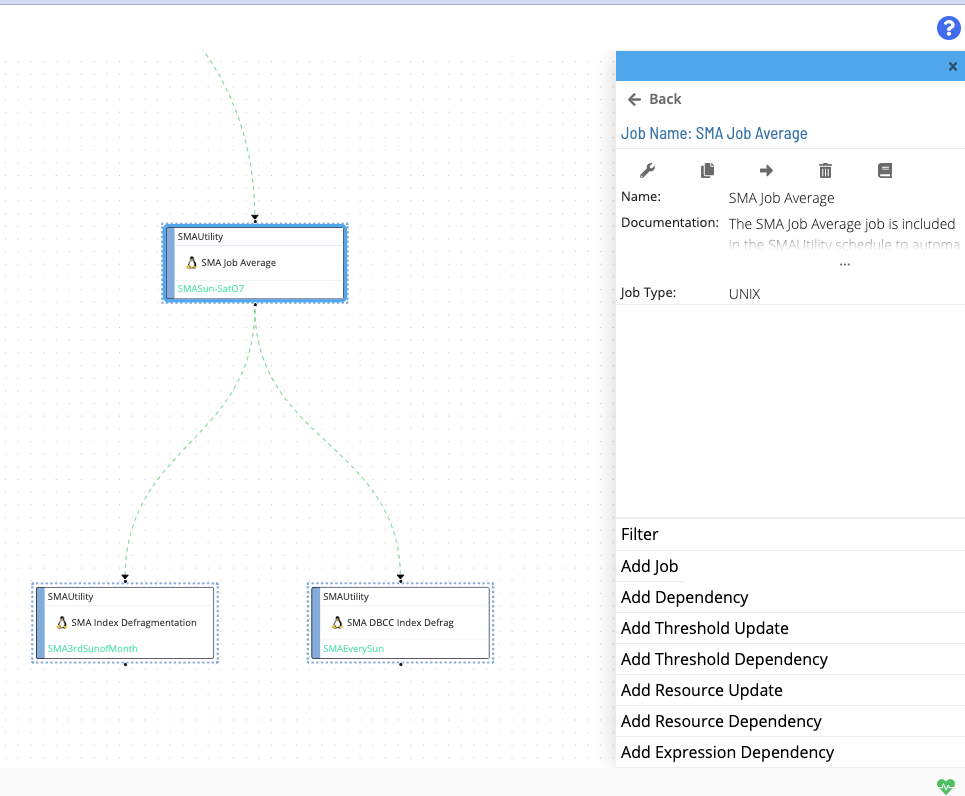 ?
×
Back
Job Name: SMA Job Average
Name: SMA Job Average
Documentation: The SMA Job Average job is included
in the SMAUtility schedule to automa
...
Job Type: UNIX
SMAUtility
SMA Job Average
SMASun-SatO7
SMAUtility
SMA Index Defragmentation
SMA3rdSunofMonth
SMAUtility
SMA DBCC Index Defrag
SMAEverySun
Filter
Add Job
Add Dependency
Add Threshold Update
Add Threshold Dependency
Add Resource Update
Add Resource Dependency
Add Expression Dependency